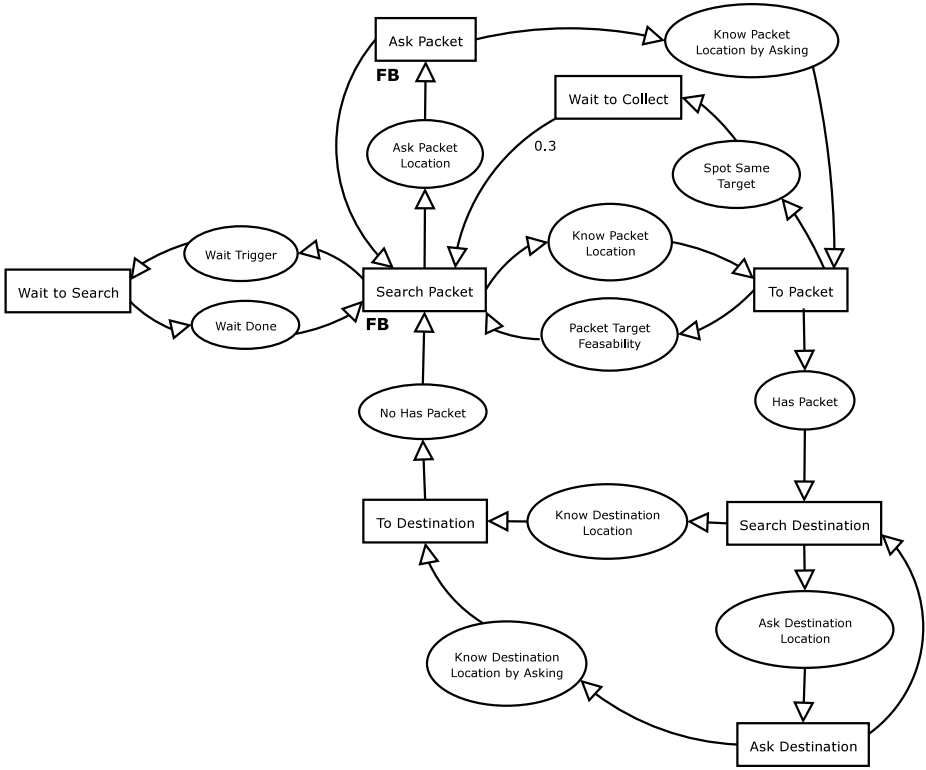 Ask Packet
FB
Know Packet
Location by Asking
Wait to Collect
0.3
Ask Packet
Location
Spot Same
Target
Wait Trigger
Know Packet
Location
Wait to Search
Search Packet
FB
To Packet
Wait Done
Packet Target
Feasability
No Has Packet
Has Packet
To Destination
Know Destination
Location
Search Destination
Ask Destination
Location
Know Destination
Location by Asking
Ask Destination